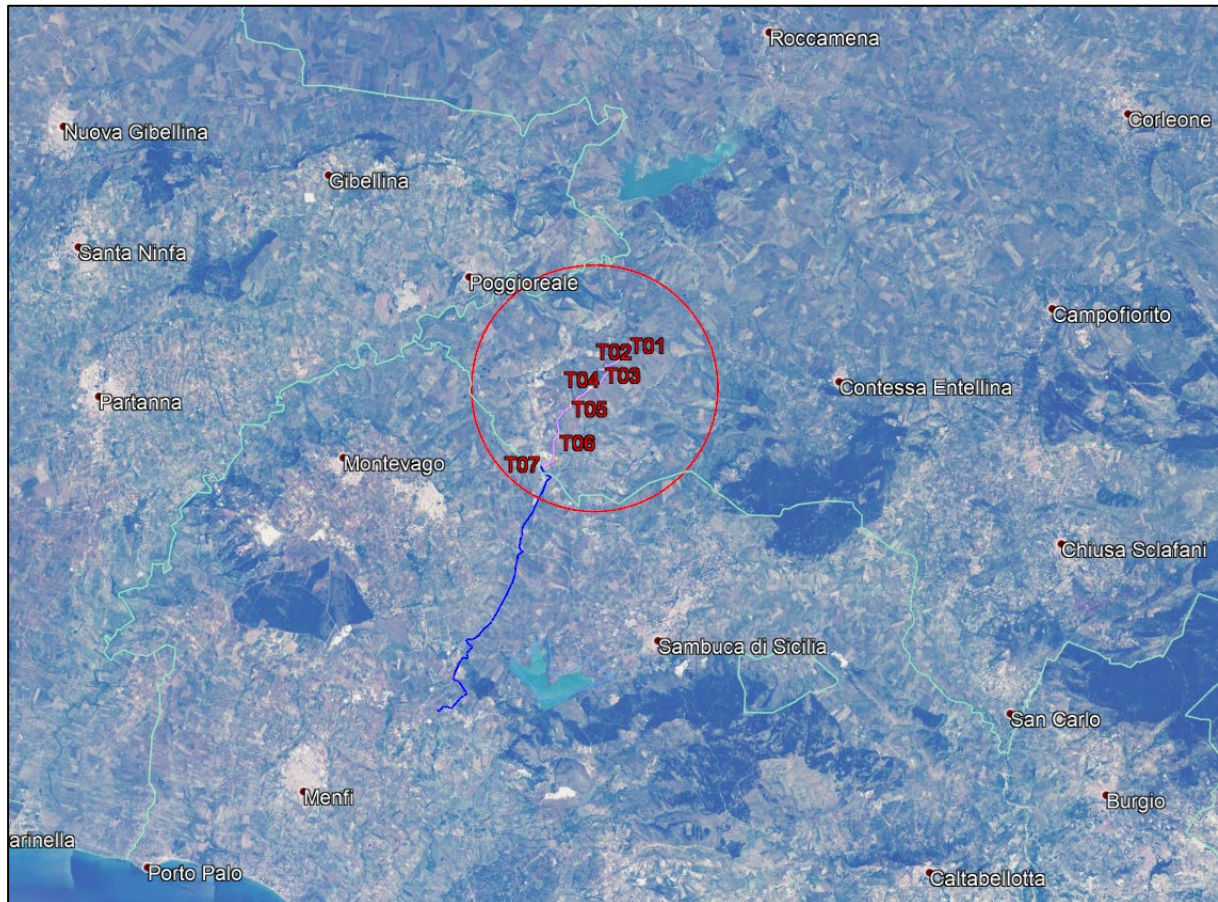 Roccamena
Corleone
Nuova Gibellina
Gibellina
Santa Ninfa
Poggioreale
Campofiorito
T01
T02
T03
T04
Contessa Entellina
Partanna
T05
T06
T07
Montevago
Chiusa Sclafani
Sambuca di Sicilia
San Carlo
Menfi
Burgio
arinella
Porto Palo
Caltabellotta